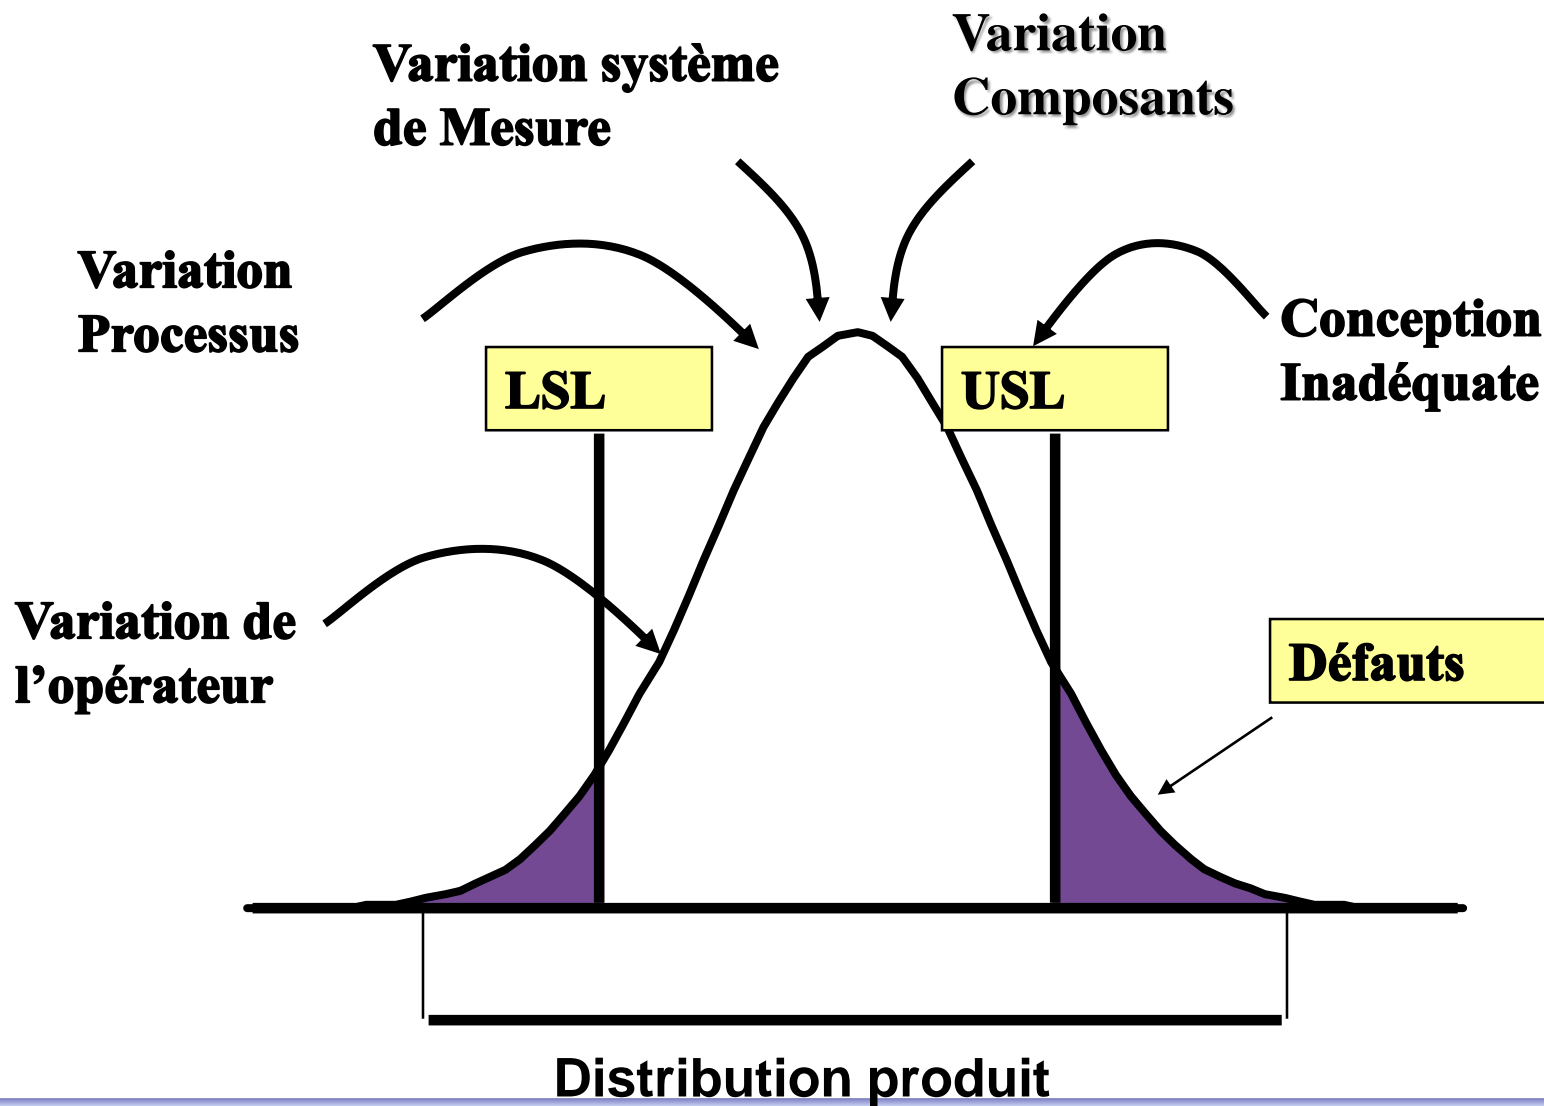 Variation système
de Mesure
Variation
Composants
Variation
Processus
LSL
USL
Conception
Inadéquate
Variation de
l’opérateur
Défauts
Distribution produit